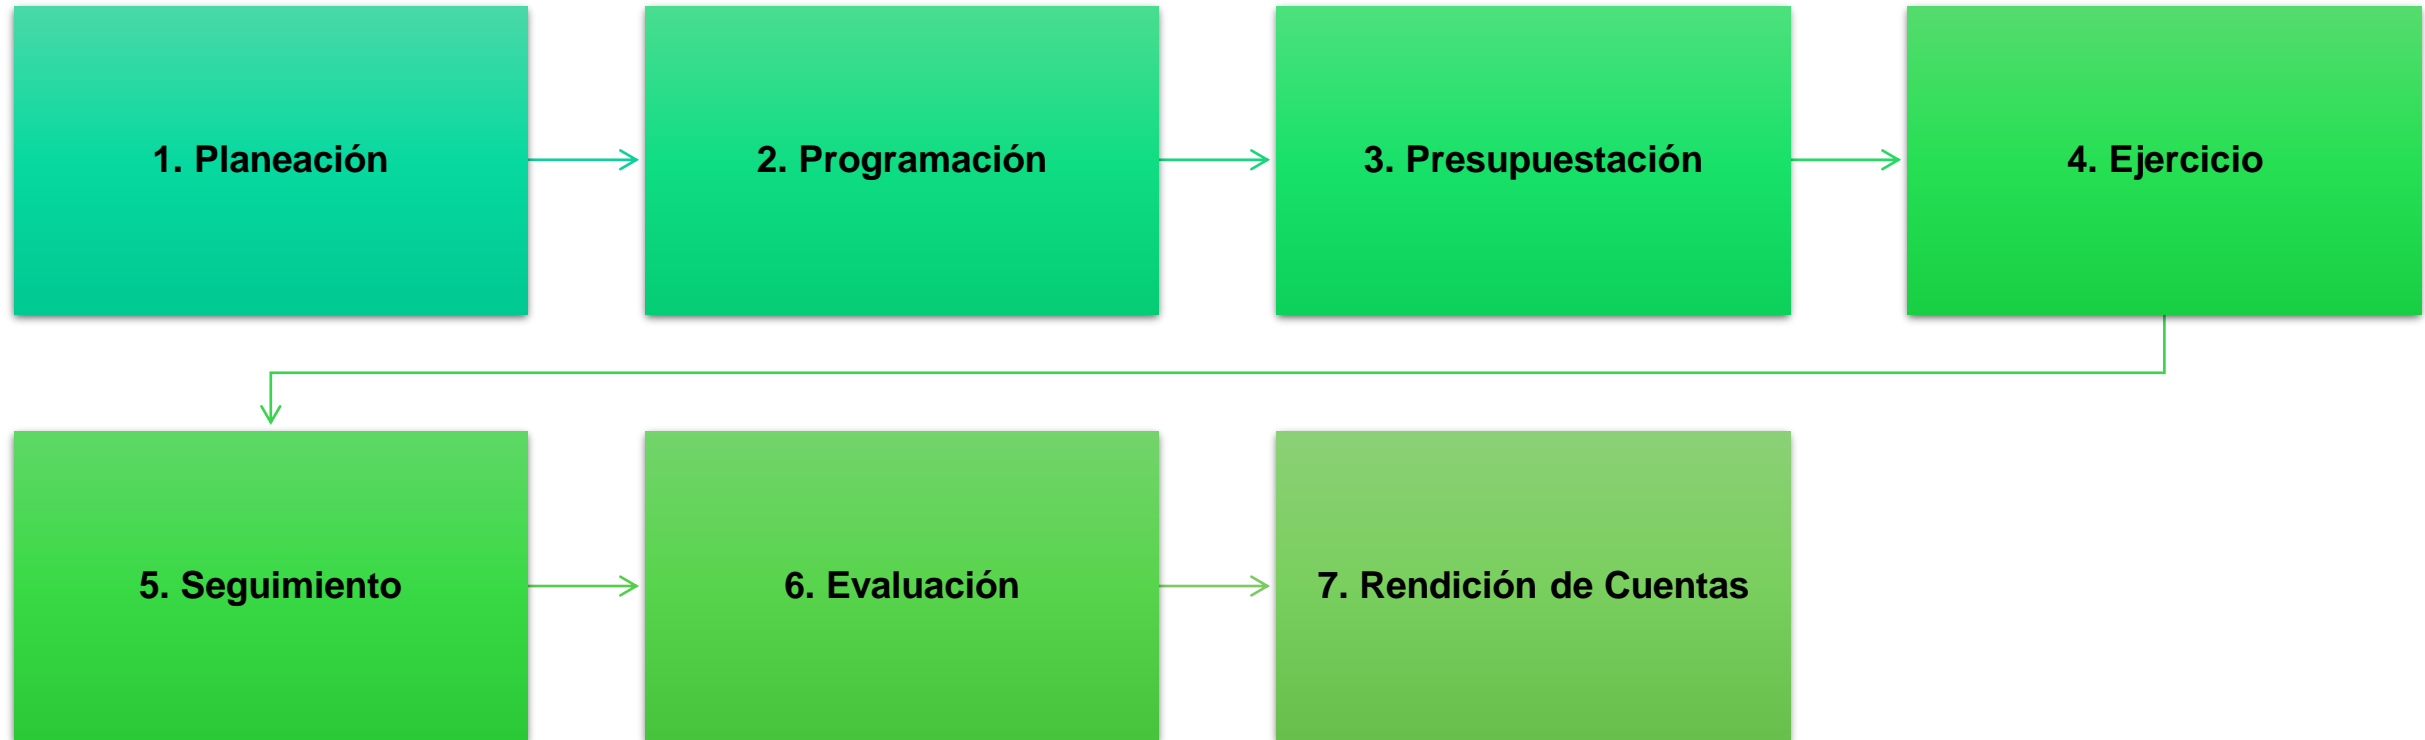 1. Planeación
2. Programación
3. Presupuestación
4. Ejercicio
5. Seguimiento
6. Evaluación
7. Rendición de Cuentas